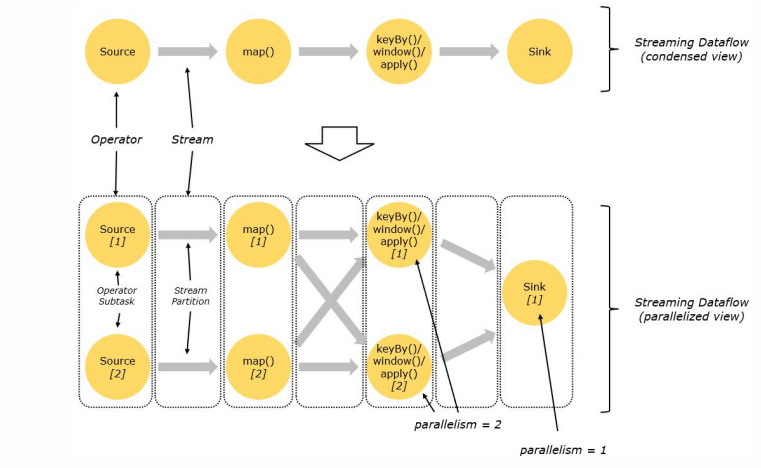 Source
map()
keyBy()/
window()/
apply()
Sink
Streaming Dataflow
(condensed view)
Operator
Stream
Source
[1]
map()
[1]
keyBy()/
window()/
apply()
[1]
Operator
Subtask
Stream
Partition
Sink
[1]
Streaming Dataflow
(parallelized view)
Source
[2]
map()
[2]
keyBy()/
window()/
apply()
[2]
parallelism = 2
parallelism = 1